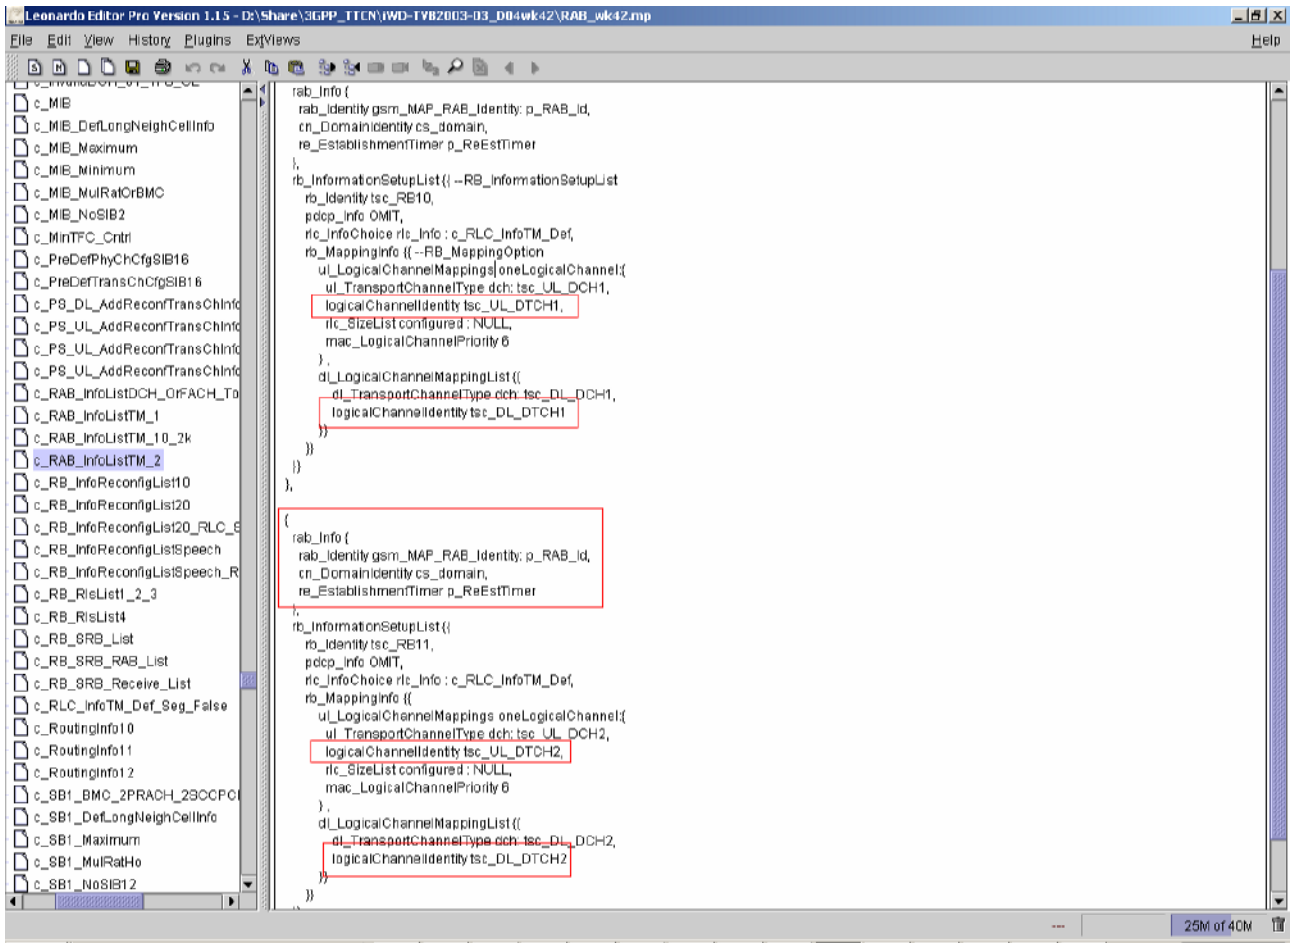 Leonardo Editor Pro Version 1.15 - D:\Share\3GPP_TTCN\IWD-TVB2003-03_D04wk42\RAB_wk42.mp
File Edit View History Plugins ExtViews Help
c_MIB
c_MIB_DefLongNeighCellInfo
c_MIB_Maximum
c_MIB_Minimum
c_MIB_MulRatOrBMC
c_MIB_NoSIB2
c_MinTFC_Cntrl
c_PreDefPhyChCfgSIB16
c_PreDefTransChCfgSIB16
c_PS_DL_AddReconfTransChInfo
c_PS_UL_AddReconfTransChInfo
c_PS_UL_AddReconfTransChInfo
c_PS_UL_AddReconfTransChInfo
c_RAB_InfoListDCH_OrFACH_To
c_RAB_InfoListTM_1
c_RAB_InfoListTM_10_2k
c_RAB_InfoListTM_2
c_RB_InfoReconfigList10
c_RB_InfoReconfigList20
c_RB_InfoReconfigList20_RLC_S
c_RB_InfoReconfigListSpeech
c_RB_InfoReconfigListSpeech_R
c_RB_RlsList1_2_3
c_RB_RlsList4
c_RB_SRB_List
c_RB_SRB_RAB_List
c_RB_SRB_Receive_List
c_RLC_InfoTM_Def_Seg_False
c_RoutingInfo10
c_RoutingInfo11
c_RoutingInfo12
c_SB1_BMC_2PRACH_2SCCPCH
c_SB1_DefLongNeighCellInfo
c_SB1_Maximum
c_SB1_MulRatHo
c_SB1_NoSIB12
rab_Info {
rab_Identity gsm_MAP_RAB_Identity: p_RAB_Id,
cn_DomainIdentity cs_domain,
re_EstablishmentTimer p_ReEstTimer
},
rb_InformationSetupList {{ --RB_InformationSetupList
rb_Identity tsc_RB10,
pdcp_Info OMIT,
rlc_InfoChoice rlc_Info : c_RLC_InfoTM_Def,
rb_MappingInfo {{ --RB_MappingOption
ul_LogicalChannelMappings oneLogicalChannel:{
ul_TransportChannelType dch: tsc_UL_DCH1,
logicalChannelIdentity tsc_UL_DTCH1,
rlc_SizeList configured : NULL,
mac_LogicalChannelPriority 6
} ,
dl_LogicalChannelMappingList {{
dl_TransportChannelType dch: tsc_DL_DCH1,
logicalChannelIdentity tsc_DL_DTCH1
}}
}}
}}
},
{
rab_Info {
rab_Identity gsm_MAP_RAB_Identity: p_RAB_Id,
cn_DomainIdentity cs_domain,
re_EstablishmentTimer p_ReEstTimer
},
rb_InformationSetupList {{
rb_Identity tsc_RB11,
pdcp_Info OMIT,
rlc_InfoChoice rlc_Info : c_RLC_InfoTM_Def,
rb_MappingInfo {{
ul_LogicalChannelMappings oneLogicalChannel:{
ul_TransportChannelType dch: tsc_UL_DCH2,
logicalChannelIdentity tsc_UL_DTCH2,
rlc_SizeList configured : NULL,
mac_LogicalChannelPriority 6
} ,
dl_LogicalChannelMappingList {{
dl_TransportChannelType dch: tsc_DL_DCH2,
logicalChannelIdentity tsc_DL_DTCH2
}}
}}
--- 25M of 40M